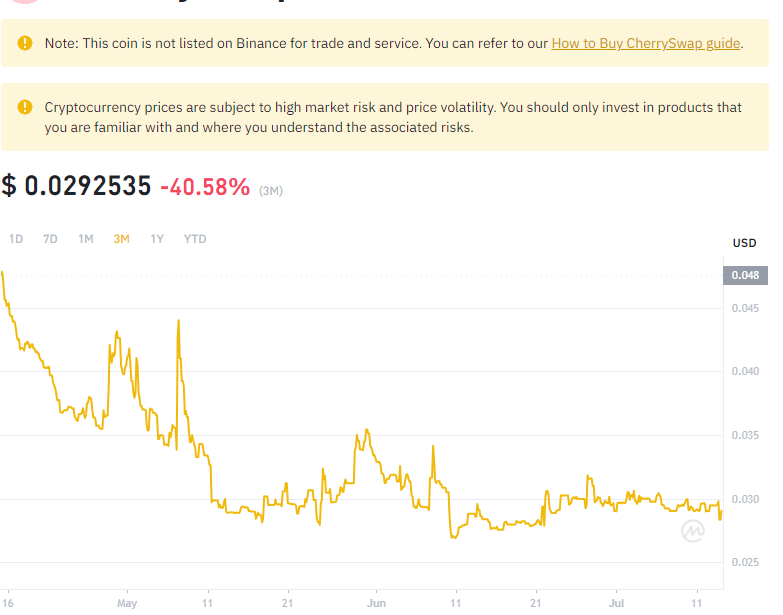 Note: This coin is not listed on Binance for trade and service. You can refer to our How to Buy CherrySwap guide.
Cryptocurrency prices are subject to high market risk and price volatility. You should only invest in products that
you are familiar with and where you understand the associated risks.
$ 0.0292535 -40.58% (3M)
1D 7D 1M 3M 1Y YTD
USD
0.048
0.045
0.040
0.035
0.030
0.025
16 May 11 21 Jun 11 21 Jul 11